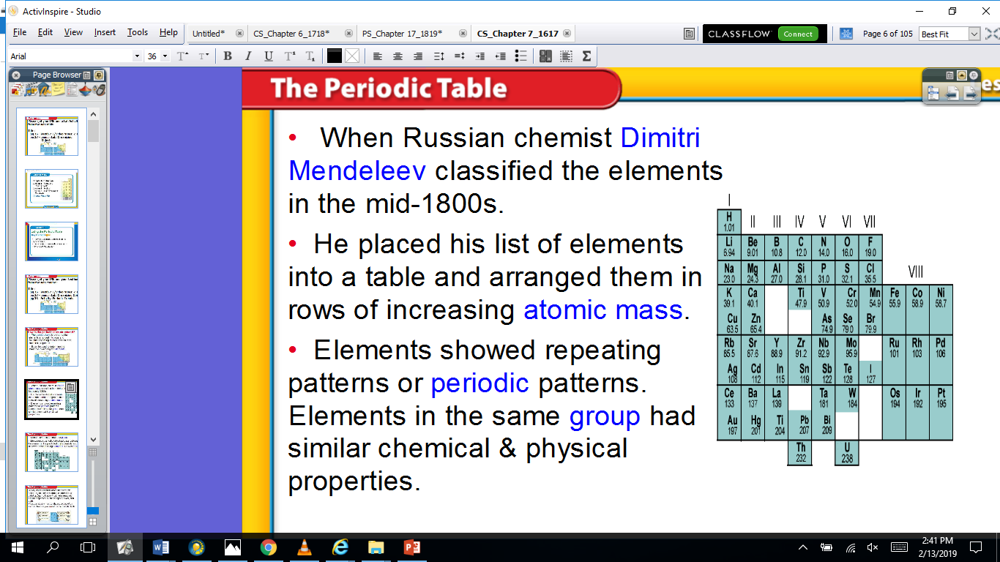 ActivInspire - Studio
File Edit View Insert Tools Help
Untitled* CS_Chapter 6_1718* PS_Chapter 17_1819* CS_Chapter 7_1617
CLASSFLOW Connect
Page 6 of 105 Best Fit
Arial 36
Page Browser
The Periodic Table
• When Russian chemist Dimitri
Mendeleev classified the elements
in the mid-1800s.
• He placed his list of elements
into a table and arranged them in
rows of increasing atomic mass.
• Elements showed repeating
patterns or periodic patterns.
Elements in the same group had
similar chemical & physical
properties.
I
H II III IV V VI VII
1.01
Li Be B C N O F
6.94 9.01 10.8 12.0 14.0 16.0 19.0
Na Mg Al Si P S Cl VIII
23.0 24.3 27.0 28.1 31.0 32.1 35.5
K Ca Ti V Cr Mn Fe Co Ni
39.1 40.1 47.9 50.9 52.0 54.9 55.9 58.9 58.7
Cu Zn As Se Br
63.5 65.4 74.9 79.0 79.9
Rb Sr Y Zr Nb Mo Ru Rh Pd
85.5 87.6 88.9 91.2 92.9 95.9 101 103 106
Ag Cd In Sn Sb Te I
108 112 115 119 122 128 127
Ce Ba La Ta W Os Ir Pt
133 137 139 181 184 194 192 195
Au Hg Ti Pb Bi
197 201 204 207 209
Th U
232 238
es
2:41 PM
2/13/2019